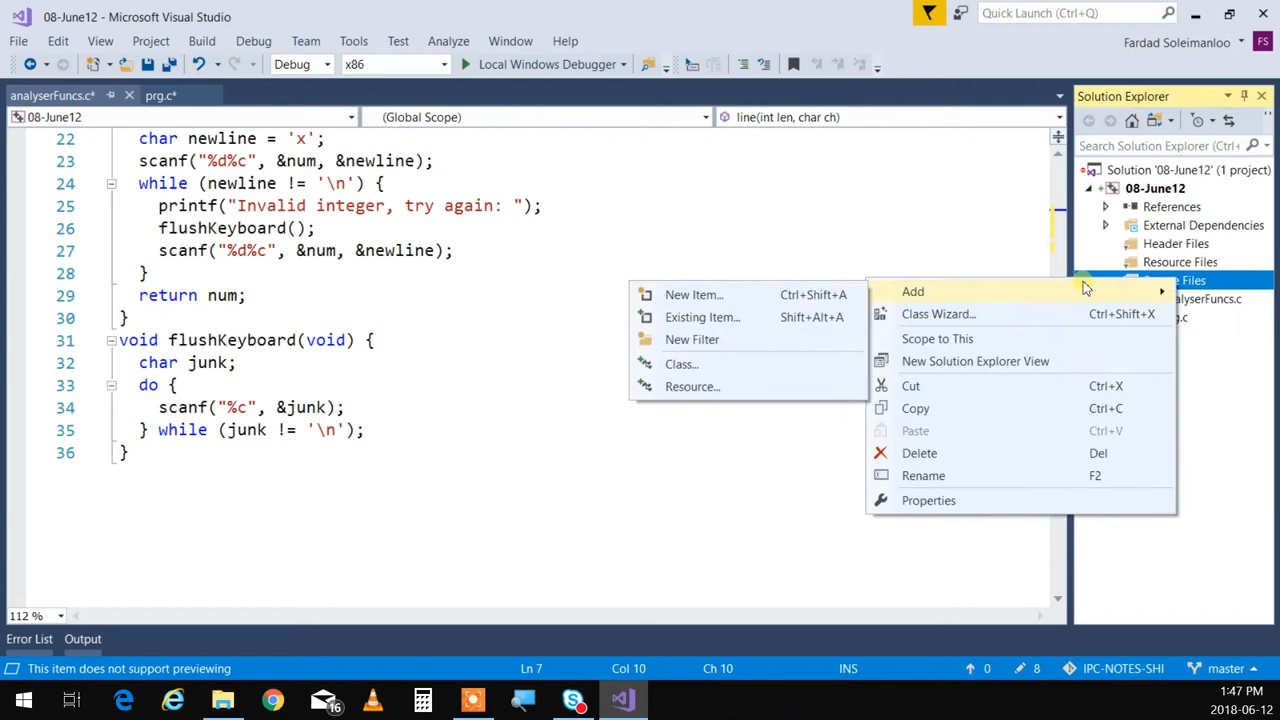 08-June12 - Microsoft Visual Studio
Quick Launch (Ctrl+Q)
File Edit View Project Build Debug Team Tools Test Analyze Window Help
Fardad Soleimanloo FS
Debug x86 Local Windows Debugger
analyserFuncs.c* prg.c*
08-June12 (Global Scope) line(int len, char ch)
22 char newline = 'x';
23 scanf("%d%c", &num, &newline);
24 while (newline != '\n') {
25 printf("Invalid integer, try again: ");
26 flushKeyboard();
27 scanf("%d%c", &num, &newline);
28 }
29 return num;
30 }
31 void flushKeyboard(void) {
32 char junk;
33 do {
34 scanf("%c", &junk);
35 } while (junk != '\n');
36 }
112 %
New Item... Ctrl+Shift+A
Existing Item... Shift+Alt+A
New Filter
Class...
Resource...
Add
Class Wizard... Ctrl+Shift+X
Scope to This
New Solution Explorer View
Cut Ctrl+X
Copy Ctrl+C
Paste Ctrl+V
Delete Del
Rename F2
Properties
Solution Explorer
Search Solution Explorer (Ctrl+
Solution '08-June12' (1 project)
08-June12
References
External Dependencies
Header Files
Resource Files
Files
alyserFuncs.c
g.c
Error List Output
This item does not support previewing Ln 7 Col 10 Ch 10 INS 0 8 IPC-NOTES-SHI master
16
1:47 PM
2018-06-12